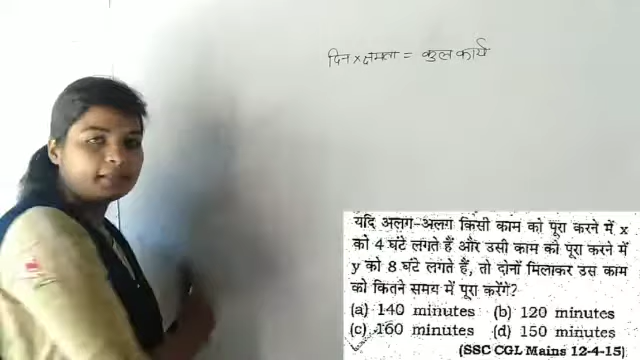 दिन × क्षमता = कुल कार्य
यदि अलग-अलग किसी काम को पूरा करने में x
को 4 घंटे लगते हैं और उसी काम को पूरा करने में
y को 8 घंटे लगते हैं, तो दोनों मिलाकर उस काम
को कितने समय में पूरा करेंगे?
(a) 140 minutes (b) 120 minutes
(c) 160 minutes (d) 150 minutes
(SSC CGL Mains 12-4-15)